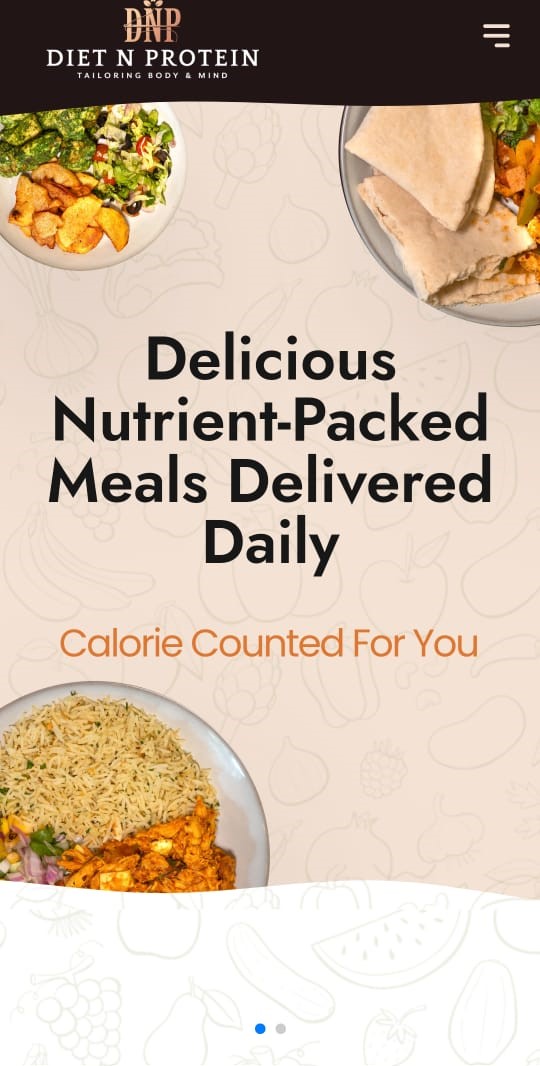 DNP
DIET N PROTEIN
TAILORING BODY & MIND
Delicious
Nutrient-Packed
Meals Delivered
Daily
Calorie Counted For You